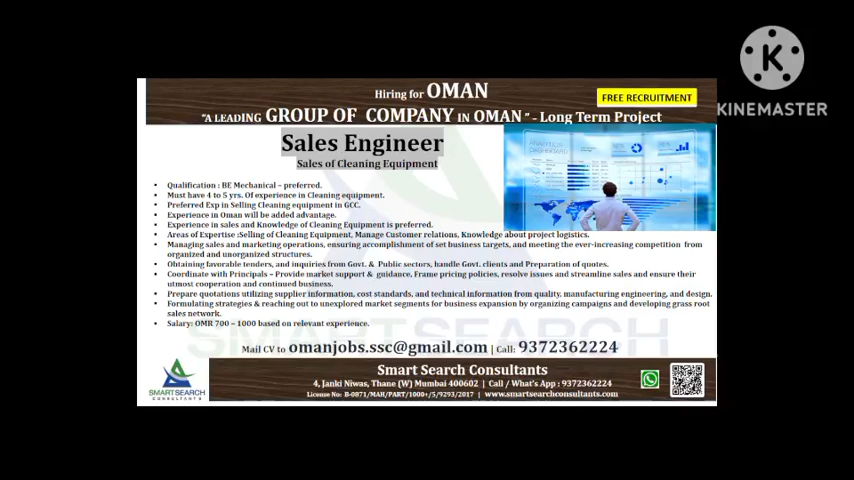 Hiring for OMAN
FREE RECRUITMENT
KINEMASTER
"A LEADING GROUP OF COMPANY IN OMAN" - Long Term Project
Sales Engineer
Sales of Cleaning Equipment
ANALYTICS
DASHBOARD
• Qualification : BE Mechanical – preferred.
• Must have 4 to 5 yrs. Of experience in Cleaning equipment.
• Preferred Exp in Selling Cleaning equipment in GCC.
• Experience in Oman will be added advantage.
• Experience in sales and Knowledge of Cleaning Equipment is preferred.
• Areas of Expertise :Selling of Cleaning Equipment, Manage Customer relations, Knowledge about project logistics.
• Managing sales and marketing operations, ensuring accomplishment of set business targets, and meeting the ever-increasing competition from
organized and unorganized structures.
• Obtaining favorable tenders, and inquiries from Govt. & Public sectors, handle Govt. clients and Preparation of quotes.
• Coordinate with Principals – Provide market support & guidance, Frame pricing policies, resolve issues and streamline sales and ensure their
utmost cooperation and continued business.
• Prepare quotations utilizing supplier information, cost standards, and technical information from quality, manufacturing engineering, and design.
• Formulating strategies & reaching out to unexplored market segments for business expansion by organizing campaigns and developing grass root
sales network.
• Salary: OMR 700 – 1000 based on relevant experience.
SMARTSEARCH
Mail CV to omanjobs.ssc@gmail.com | Call: 9372362224
Smart Search Consultants
4, Janki Niwas, Thane (W) Mumbai 400602 | Call / What's App : 9372362224
License No: B-0871/MAH/PART/1000+/5/9293/2017 | www.smartsearchconsultants.com
SMARTSEARCH
CONSULTANTS